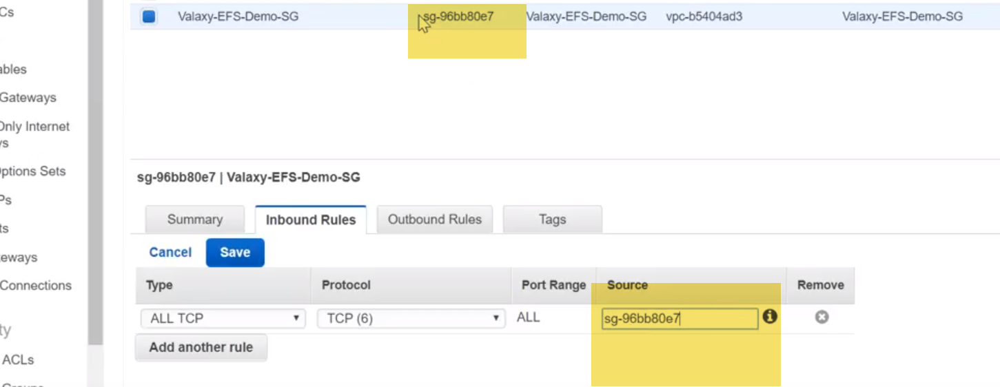 Cs
Valaxy-EFS-Demo-SG sg-96bb80e7 Valaxy-EFS-Demo-SG vpc-b5404ad3 Valaxy-EFS-Demo-SG
ables
Gateways
Only Internet
ys
ptions Sets
Ps
ts
eways
Connections
ty
ACLs
sg-96bb80e7 | Valaxy-EFS-Demo-SG
Summary Inbound Rules Outbound Rules Tags
Cancel Save
Type Protocol Port Range Source Remove
ALL TCP TCP (6) ALL sg-96bb80e7
Add another rule